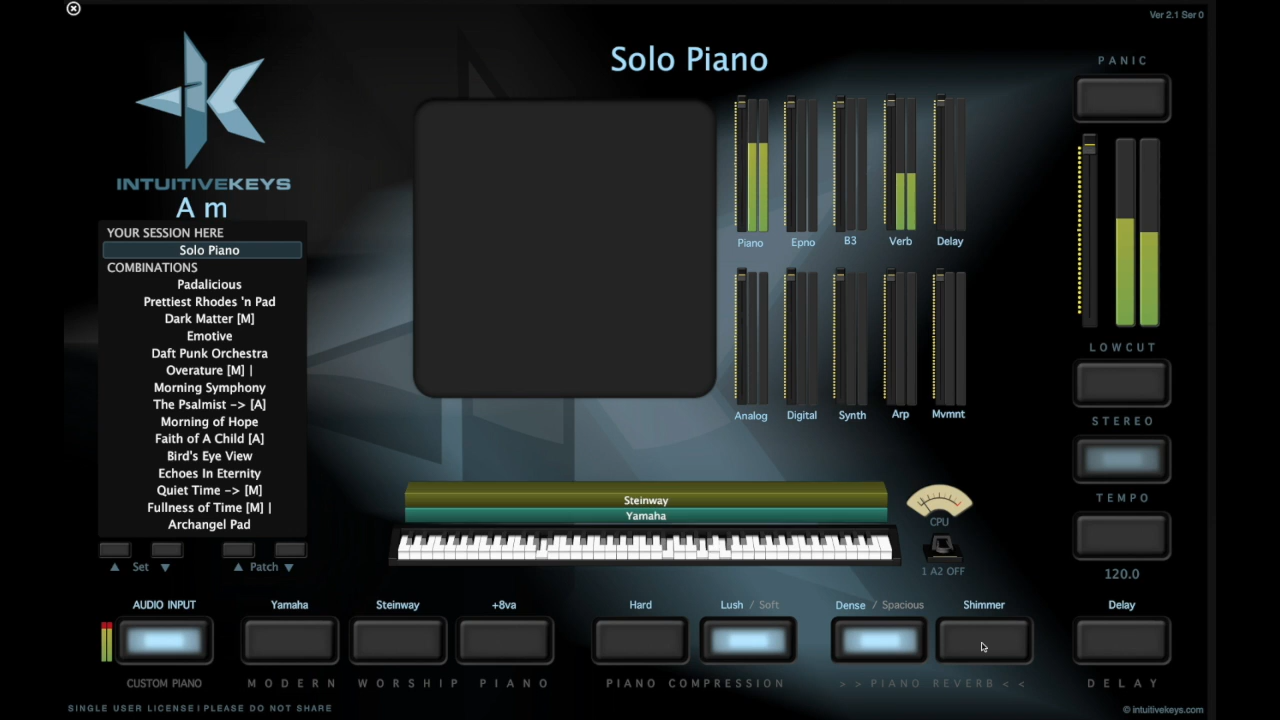 Ver 2.1 Ser 0
Solo Piano
PANIC
INTUITIVEKEYS
A m
YOUR SESSION HERE
Solo Piano
COMBINATIONS
Padalicious
Prettiest Rhodes 'n Pad
Dark Matter [M]
Emotive
Daft Punk Orchestra
Overature [M] |
Morning Symphony
The Psalmist -> [A]
Morning of Hope
Faith of A Child [A]
Bird's Eye View
Echoes In Eternity
Quiet Time -> [M]
Fullness of Time [M] |
Archangel Pad
Set
Patch
Piano Epno B3 Verb Delay
Analog Digital Synth Arp Mvmnt
LOWCUT
STEREO
TEMPO
120.0
Steinway
Yamaha
CPU
1 A2 OFF
AUDIO INPUT Yamaha Steinway +8va Hard Lush / Soft Dense / Spacious Shimmer Delay
CUSTOM PIANO MODERN WORSHIP PIANO PIANO COMPRESSION > > PIANO REVERB < < DELAY
SINGLE USER LICENSE | PLEASE DO NOT SHARE
© intuitivekeys.com